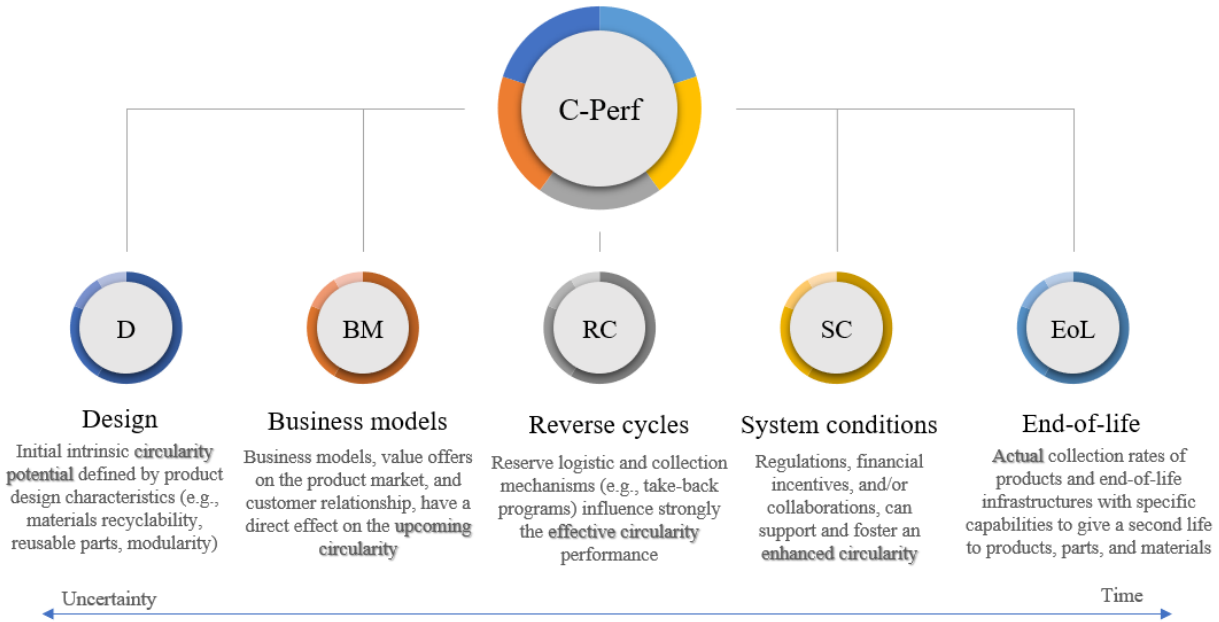 C-Perf
D
BM
RC
SC
EoL
Design
Initial intrinsic circularity
potential defined by product
design characteristics (e.g.,
materials recyclability,
reusable parts, modularity)
Business models
Business models, value offers
on the product market, and
customer relationship, have a
direct effect on the upcoming
circularity
Reverse cycles
Reserve logistic and collection
mechanisms (e.g., take-back
programs) influence strongly
the effective circularity
performance
System conditions
Regulations, financial
incentives, and/or
collaborations, can
support and foster an
enhanced circularity
End-of-life
Actual collection rates of
products and end-of-life
infrastructures with specific
capabilities to give a second life
to products, parts, and materials
Uncertainty
Time